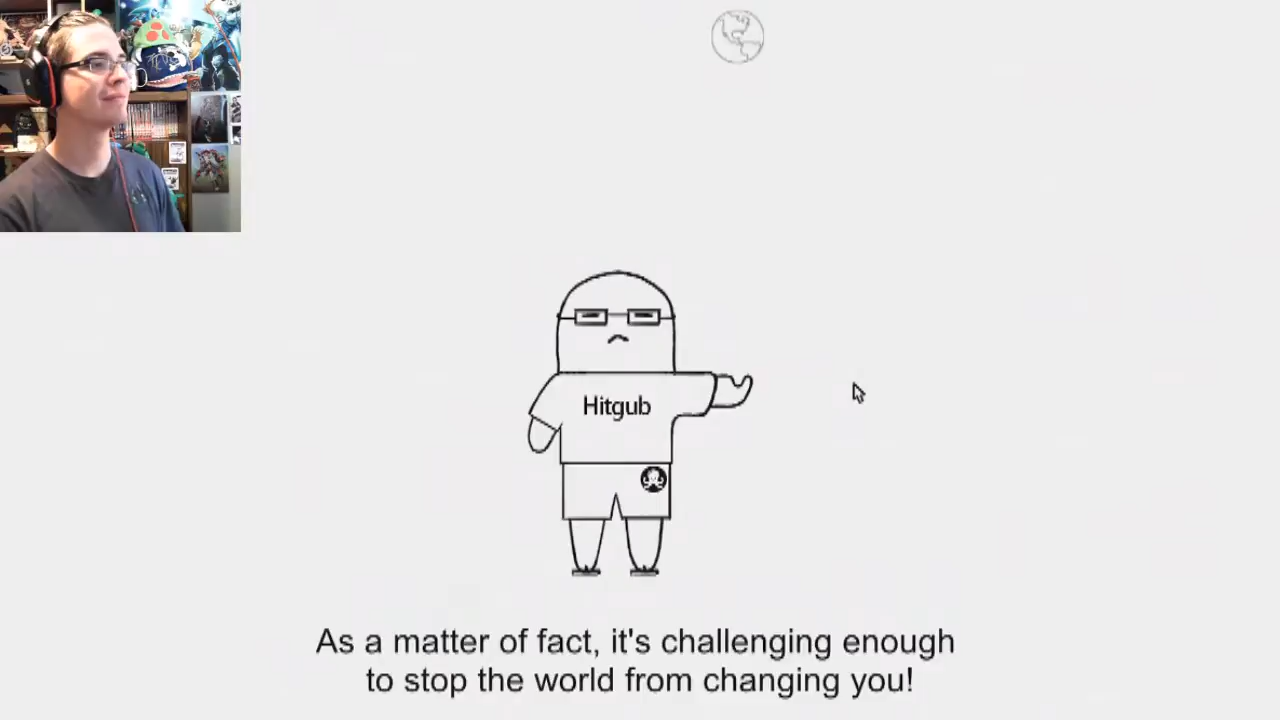 Hitgub
As a matter of fact, it's challenging enough
to stop the world from changing you!